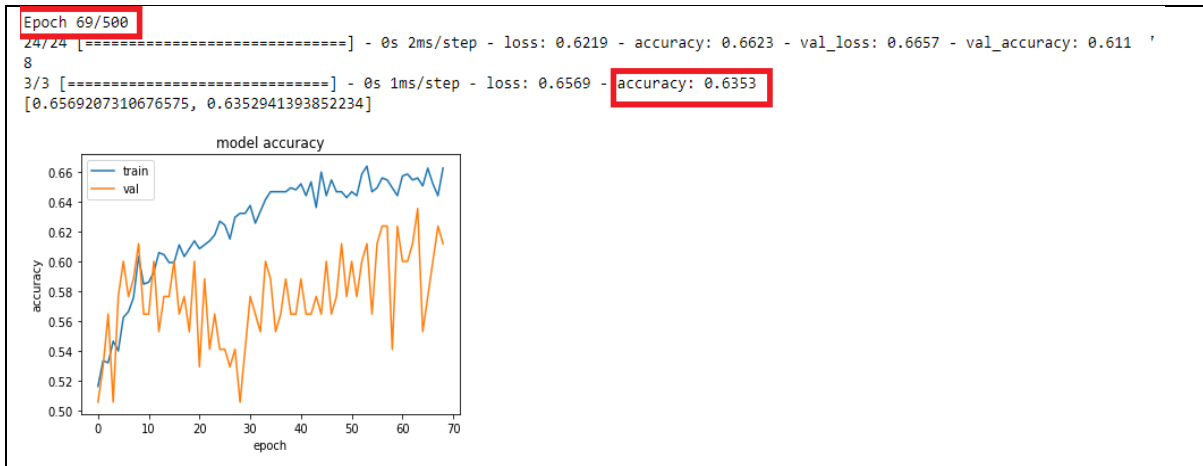 Epoch 69/500
24/24 [==============================] - 0s 2ms/step - loss: 0.6219 - accuracy: 0.6623 - val_loss: 0.6657 - val_accuracy: 0.611
8
3/3 [==============================] - 0s 1ms/step - loss: 0.6569 - accuracy: 0.6353
[0.6569207310676575, 0.6352941393852234]
model accuracy
train
val
0.66
0.64
0.62
0.60
0.58
0.56
0.54
0.52
0.50
accuracy
0 10 20 30 40 50 60 70
epoch